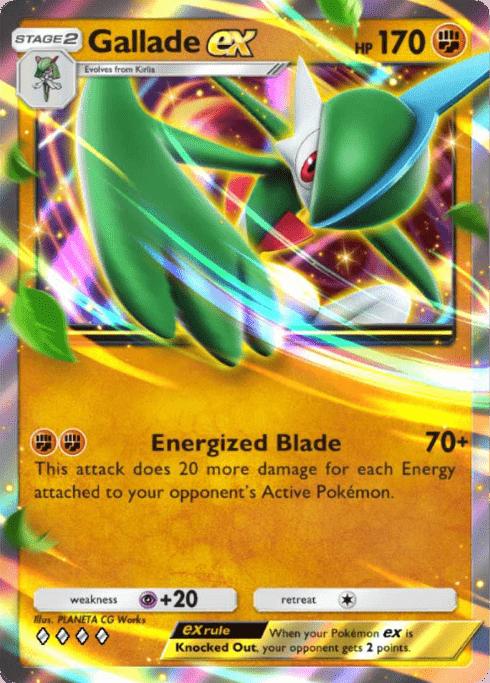 STAGE2 Gallade ex HP 170
Evolves from Kirlia
Energized Blade 70+
This attack does 20 more damage for each Energy
attached to your opponent's Active Pokémon.
weakness +20 retreat
Illus. PLANETA CG Works
ex rule When your Pokémon ex is
Knocked Out, your opponent gets 2 points.